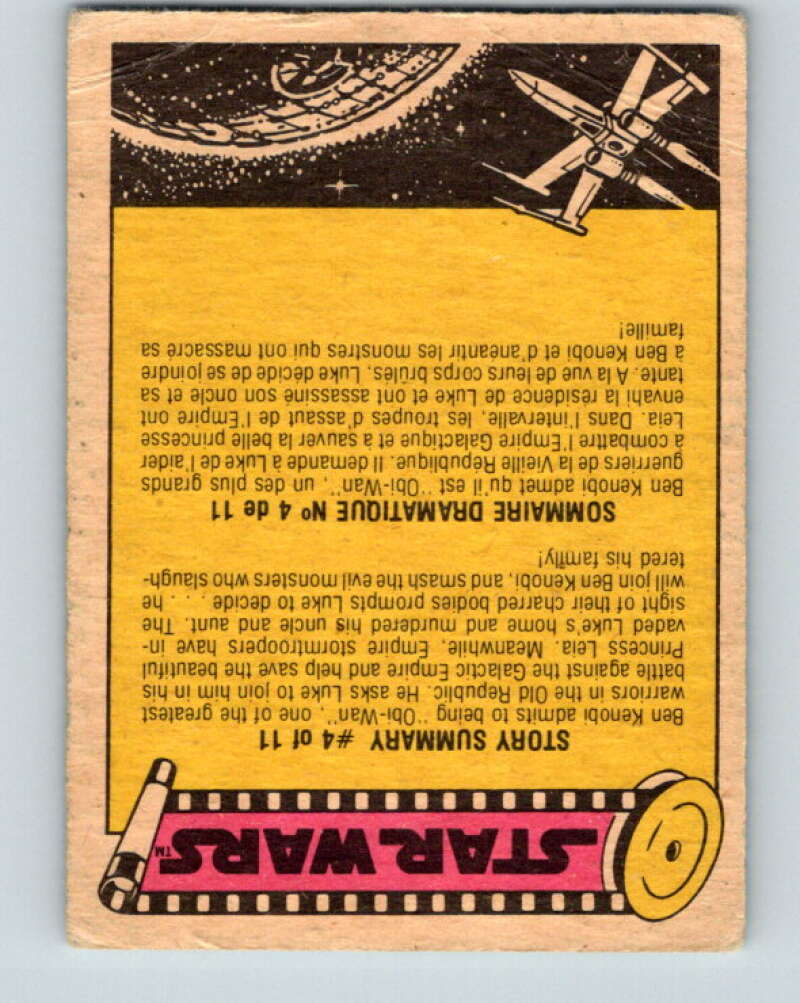 STAR WARS™
STORY SUMMARY #4 of 11
Ben Kenobi admits to being "Obi-Wan", one of the greatest
warriors in the Old Republic. He asks Luke to join him in his
battle against the Galactic Empire and help save the beautiful
Princess Leia. Meanwhile, Empire stormtroopers have in-
vaded Luke's home and murdered his uncle and aunt. The
sight of their charred bodies prompts Luke to decide . . . he
will join Ben Kenobi, and smash the evil monsters who slaugh-
tered his family!
SOMMAIRE DRAMATIQUE Nº 4 de 11
Ben Kenobi admet qu'il est "Obi-Wan", un des plus grands
guerriers de la Vieille République. Il demande à Luke de l'aider
à combattre l'Empire Galactique et à sauver la belle princesse
Leia. Dans l'intervalle, les troupes d'assaut de l'Empire ont
envahi la résidence de Luke et ont assassiné son oncle et sa
tante. A la vue de leurs corps brûlés, Luke décide de se joindre
à Ben Kenobi et d'anéantir les monstres qui ont massacré sa
famille!